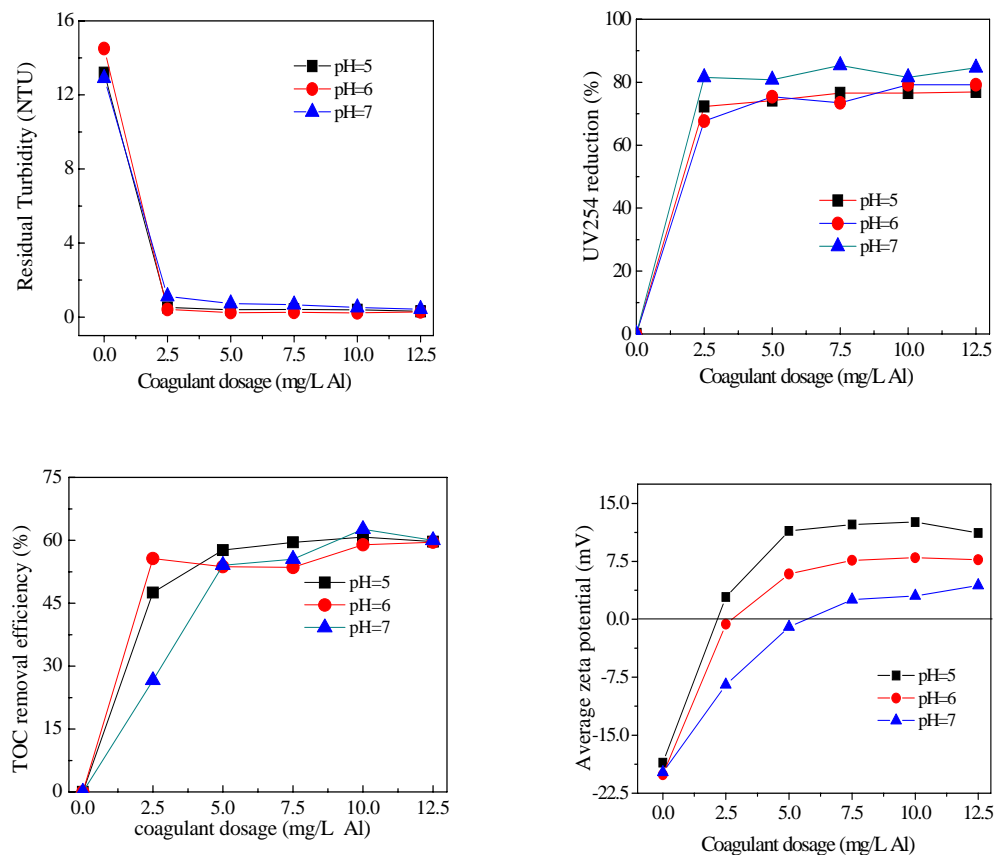 16
12
8
4
0
Residual Turbidity (NTU)
pH=5
pH=6
pH=7
0.0 2.5 5.0 7.5 10.0 12.5
Coagulant dosage (mg/L Al)
100
80
60
40
20
0
UV254 reduction (%)
pH=5
pH=6
pH=7
0.0 2.5 5.0 7.5 10.0 12.5
Coagulant dosage (mg/L Al)
75
60
45
30
15
0
TOC removal efficiency (%)
pH=5
pH=6
pH=7
0.0 2.5 5.0 7.5 10.0 12.5
coagulant dosage (mg/L Al)
15.0
7.5
0.0
-7.5
-15.0
-22.5
Average zeta potential (mV)
pH=5
pH=6
pH=7
0.0 2.5 5.0 7.5 10.0 12.5
Coagulant dosage (mg/L Al)